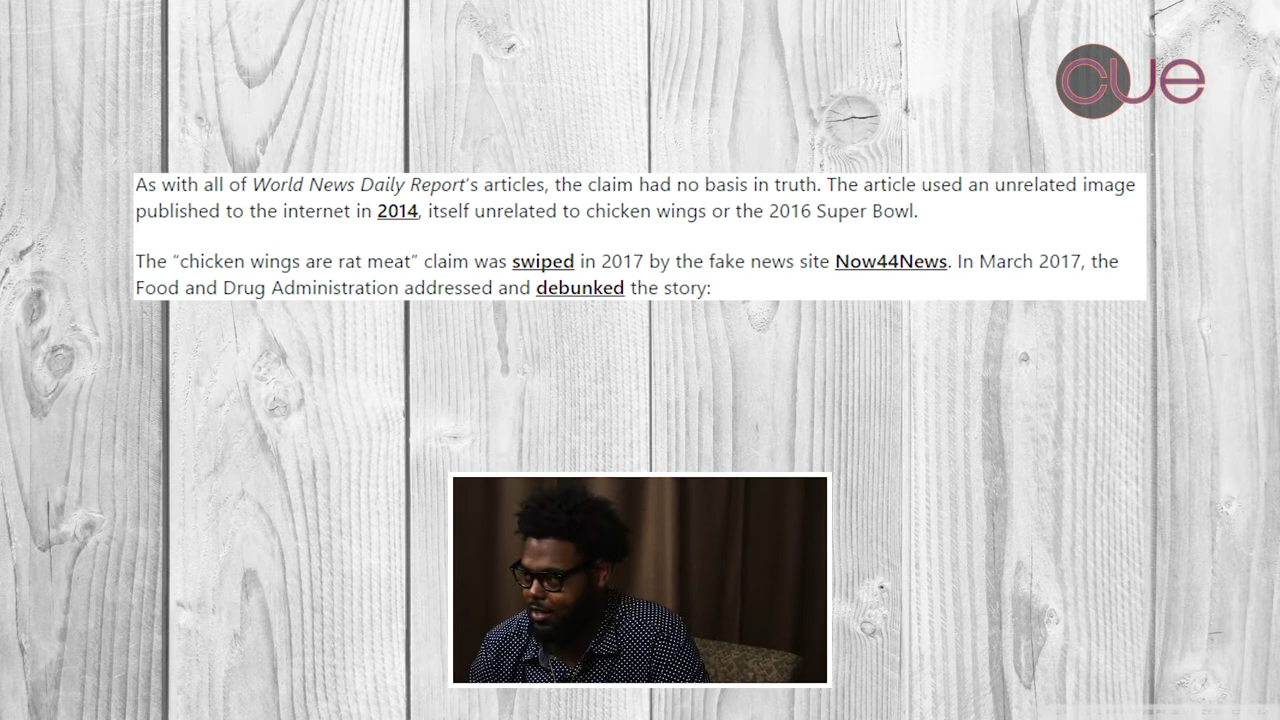 cue
As with all of World News Daily Report's articles, the claim had no basis in truth. The article used an unrelated image
published to the internet in 2014, itself unrelated to chicken wings or the 2016 Super Bowl.
The “chicken wings are rat meat” claim was swiped in 2017 by the fake news site Now44News. In March 2017, the
Food and Drug Administration addressed and debunked the story: